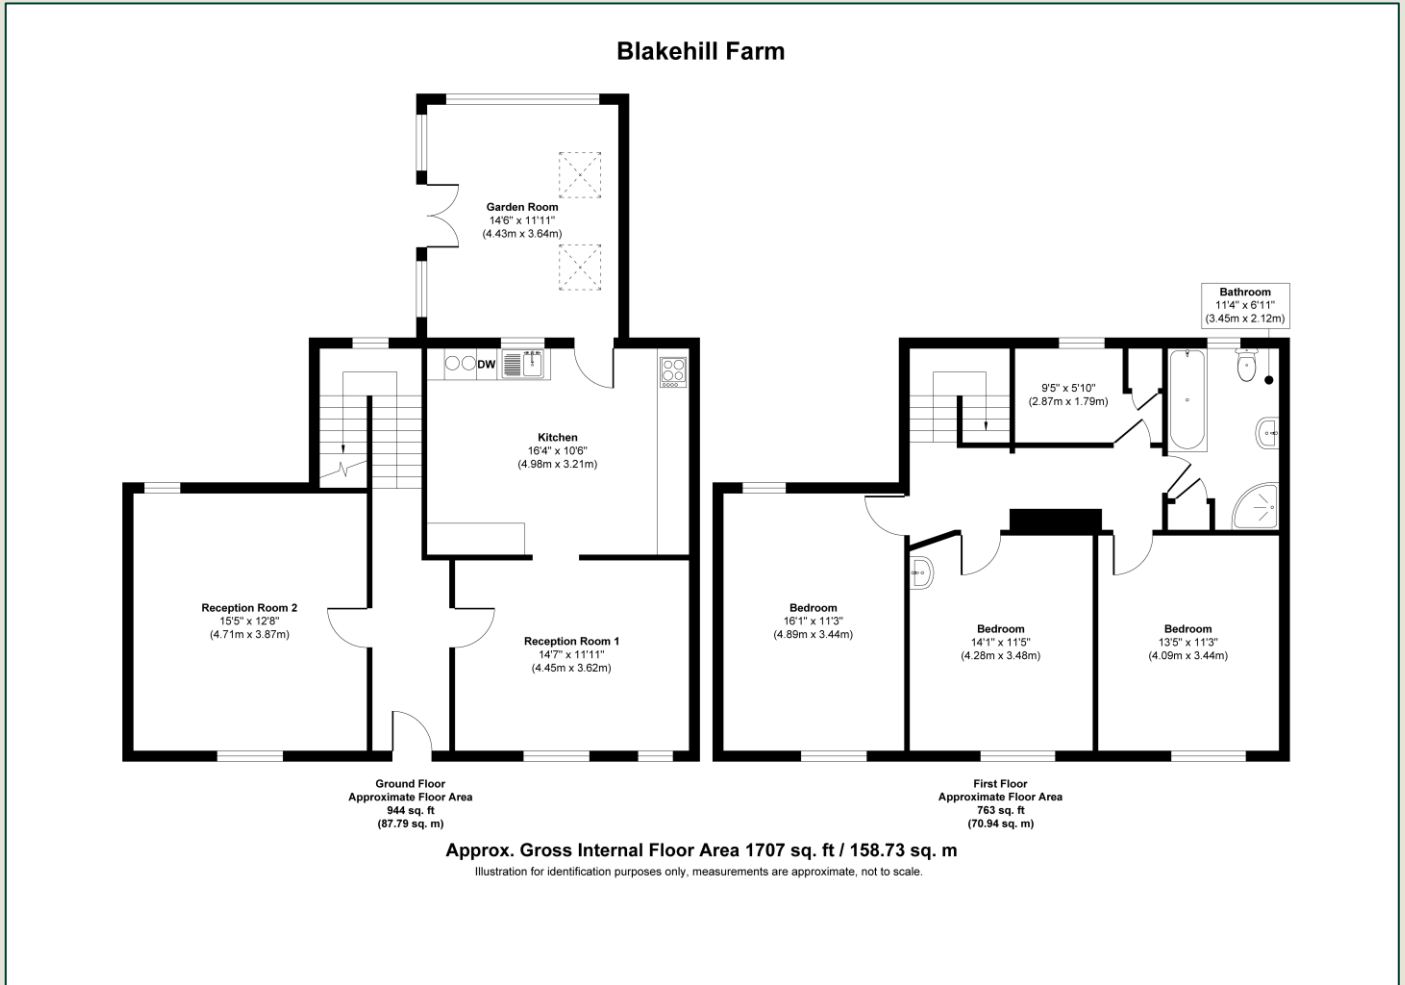 Blakehill Farm
Garden Room
14'6" x 11'11"
(4.43m x 3.64m)
Bathroom
11'4" x 6'11"
(3.45m x 2.12m)
DW
9'5" x 5'10"
(2.87m x 1.79m)
Kitchen
16'4" x 10'6"
(4.98m x 3.21m)
Reception Room 2
15'5" x 12'8"
(4.71m x 3.87m)
Reception Room 1
14'7" x 11'11"
(4.45m x 3.62m)
Bedroom
16'1" x 11'3"
(4.89m x 3.44m)
Bedroom
14'1" x 11'5"
(4.28m x 3.48m)
Bedroom
13'5" x 11'3"
(4.09m x 3.44m)
Ground Floor
Approximate Floor Area
944 sq. ft
(87.79 sq. m)
First Floor
Approximate Floor Area
763 sq. ft
(70.94 sq. m)
Approx. Gross Internal Floor Area 1707 sq. ft / 158.73 sq. m
Illustration for identification purposes only, measurements are approximate, not to scale.